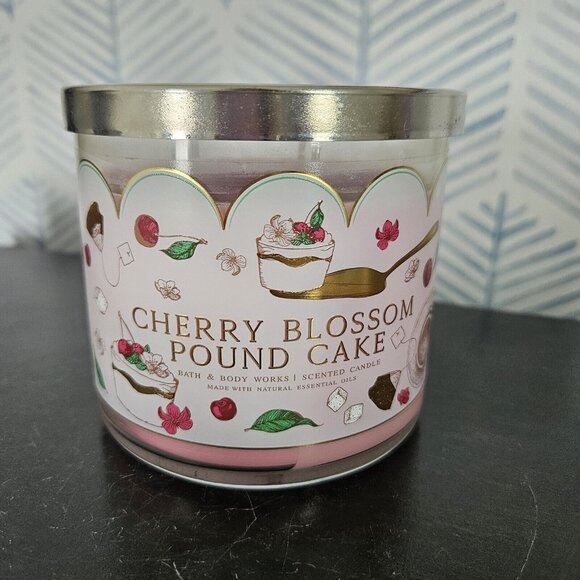 CHERRY BLOSSOM
POUND CAKE
BATH & BODY WORKS | SCENTED CANDLE
MADE WITH NATURAL ESSENTIAL OILS